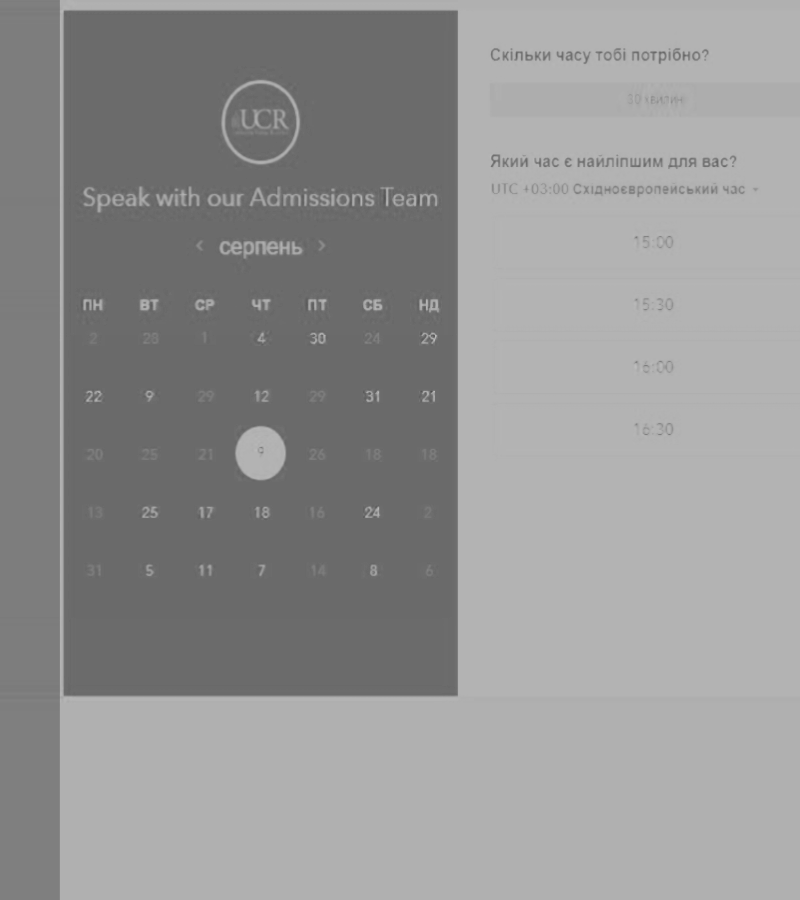 UCR
Speak with our Admissions Team
‹ серпень ›
ПН ВТ СР ЧТ ПТ СБ НД
2 20 1 4 30 24 29
22 9 29 12 29 31 21
20 25 21 9 26 18 18
13 25 17 18 16 24 2
31 5 11 7 14 8 6
Скільки часу тобі потрібно?
30 хвилин
Який час є найліпшим для вас?
UTC +03:00 Східноєвропейський час
15:00
15:30
16:00
16:30